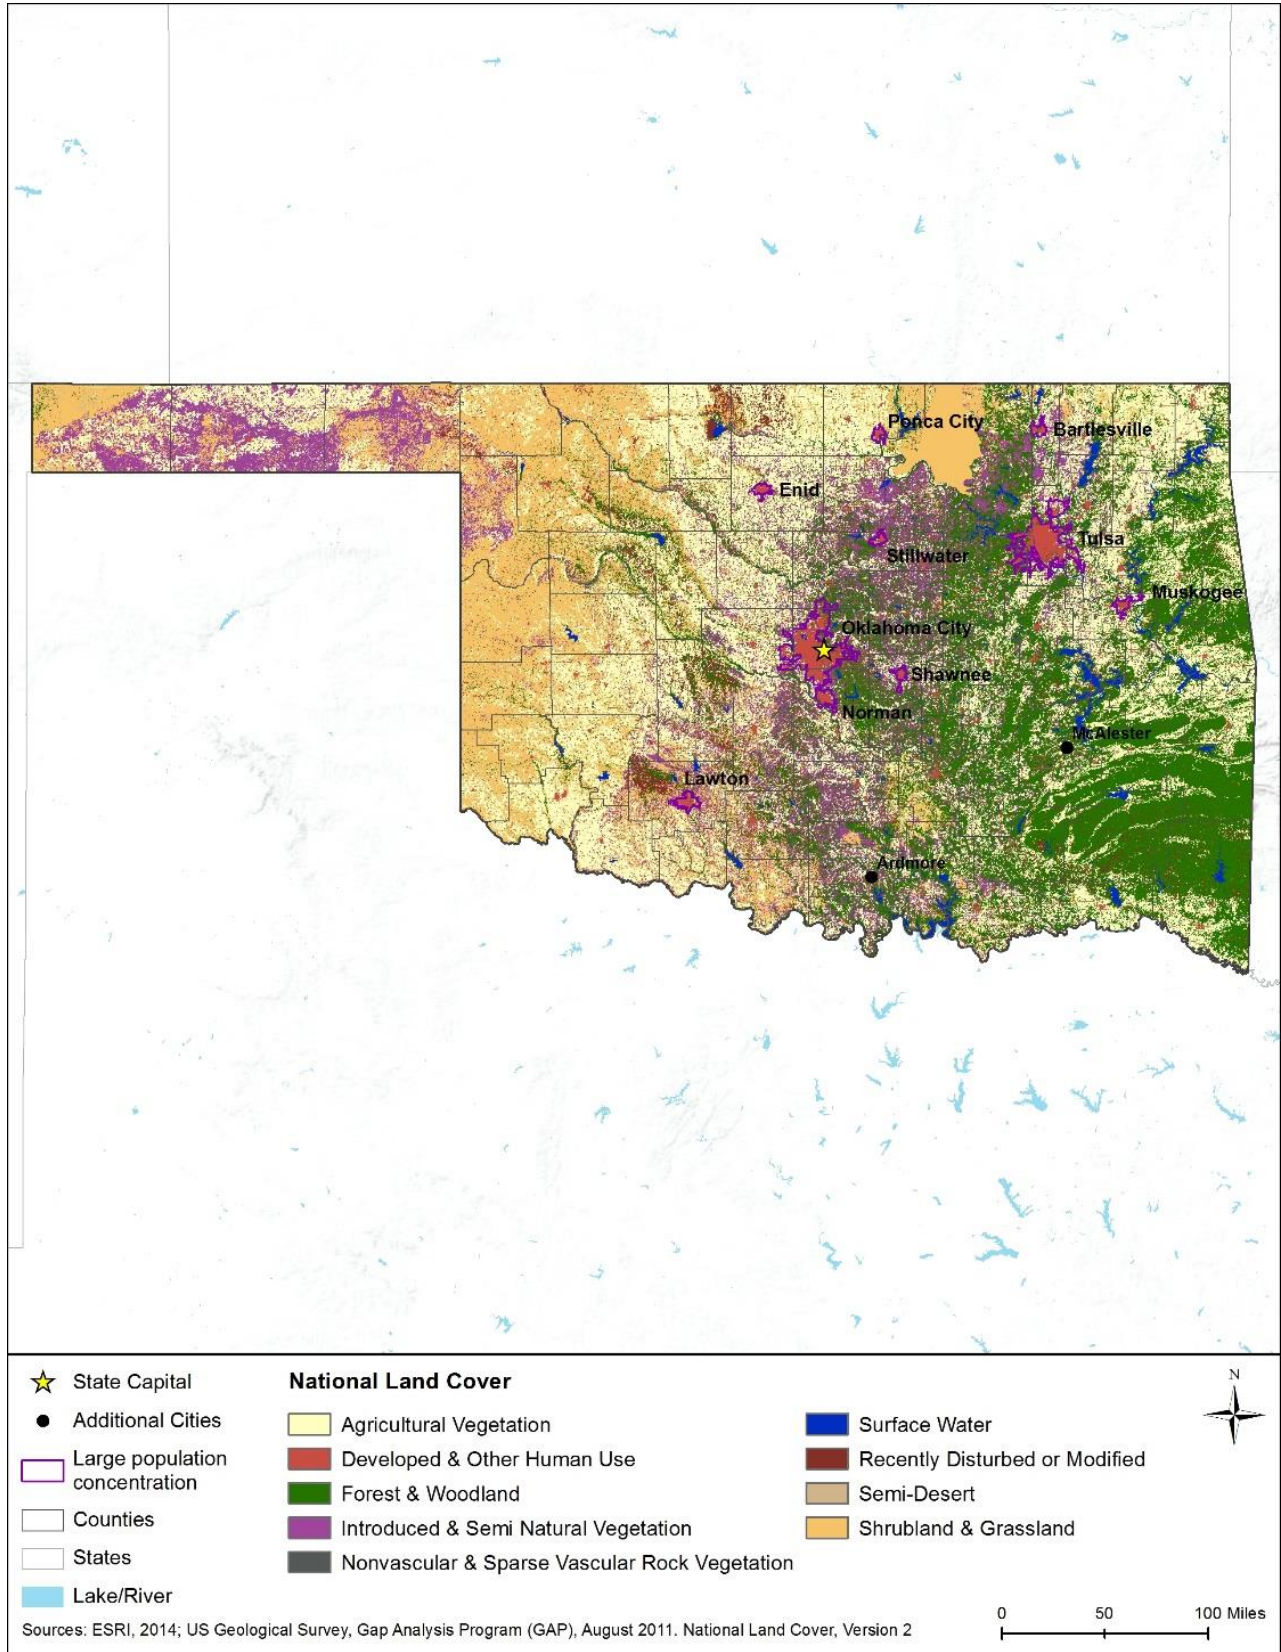 Ponca City
Bartlesville
Enid
Tulsa
Stillwater
Muskogee
Oklahoma City
Shawnee
Norman
McAlester
Lawton
Ardmore
State Capital
Additional Cities
Large population
concentration
Counties
States
Lake/River
National Land Cover
Agricultural Vegetation
Developed & Other Human Use
Forest & Woodland
Introduced & Semi Natural Vegetation
Nonvascular & Sparse Vascular Rock Vegetation
Surface Water
Recently Disturbed or Modified
Semi-Desert
Shrubland & Grassland
N
0 50 100 Miles
Sources: ESRI, 2014; US Geological Survey, Gap Analysis Program (GAP), August 2011. National Land Cover, Version 2